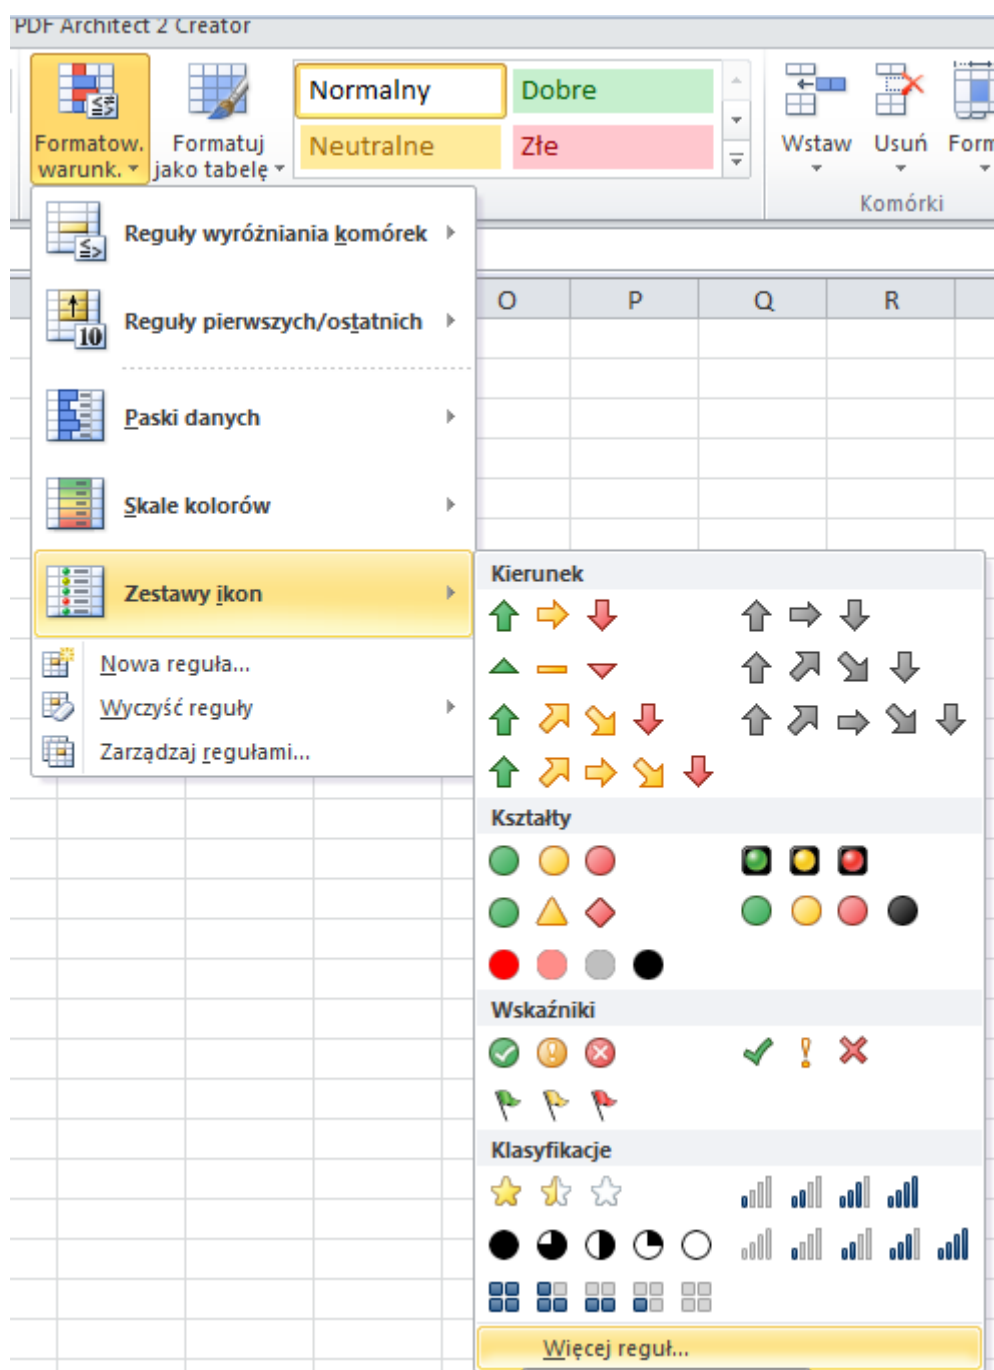 PDF Architect 2 Creator
Formatow.
warunk.
Formatuj
jako tabelę
Normalny
Dobre
Neutralne
Złe
Wstaw
Usuń
Form
Komórki
O
P
Q
R
Reguły wyróżniania komórek
10
Reguły pierwszych/ostatnich
Paski danych
Skale kolorów
Zestawy ikon
Nowa reguła...
Wyczyść reguły
Zarządzaj regułami...
Kierunek
Kształty
Wskaźniki
Klasyfikacje
Więcej reguł...